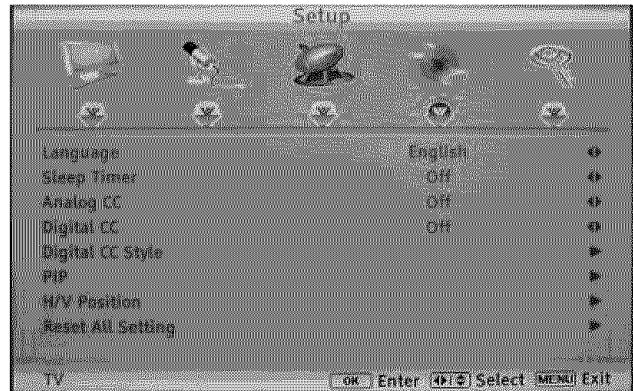 Setup
Language English
Sleep Timer Off
Analog CC Off
Digital CC Off
Digital CC Style
PIP
H/V Position
Reset All Setting
TV OK Enter Select MENU Exit